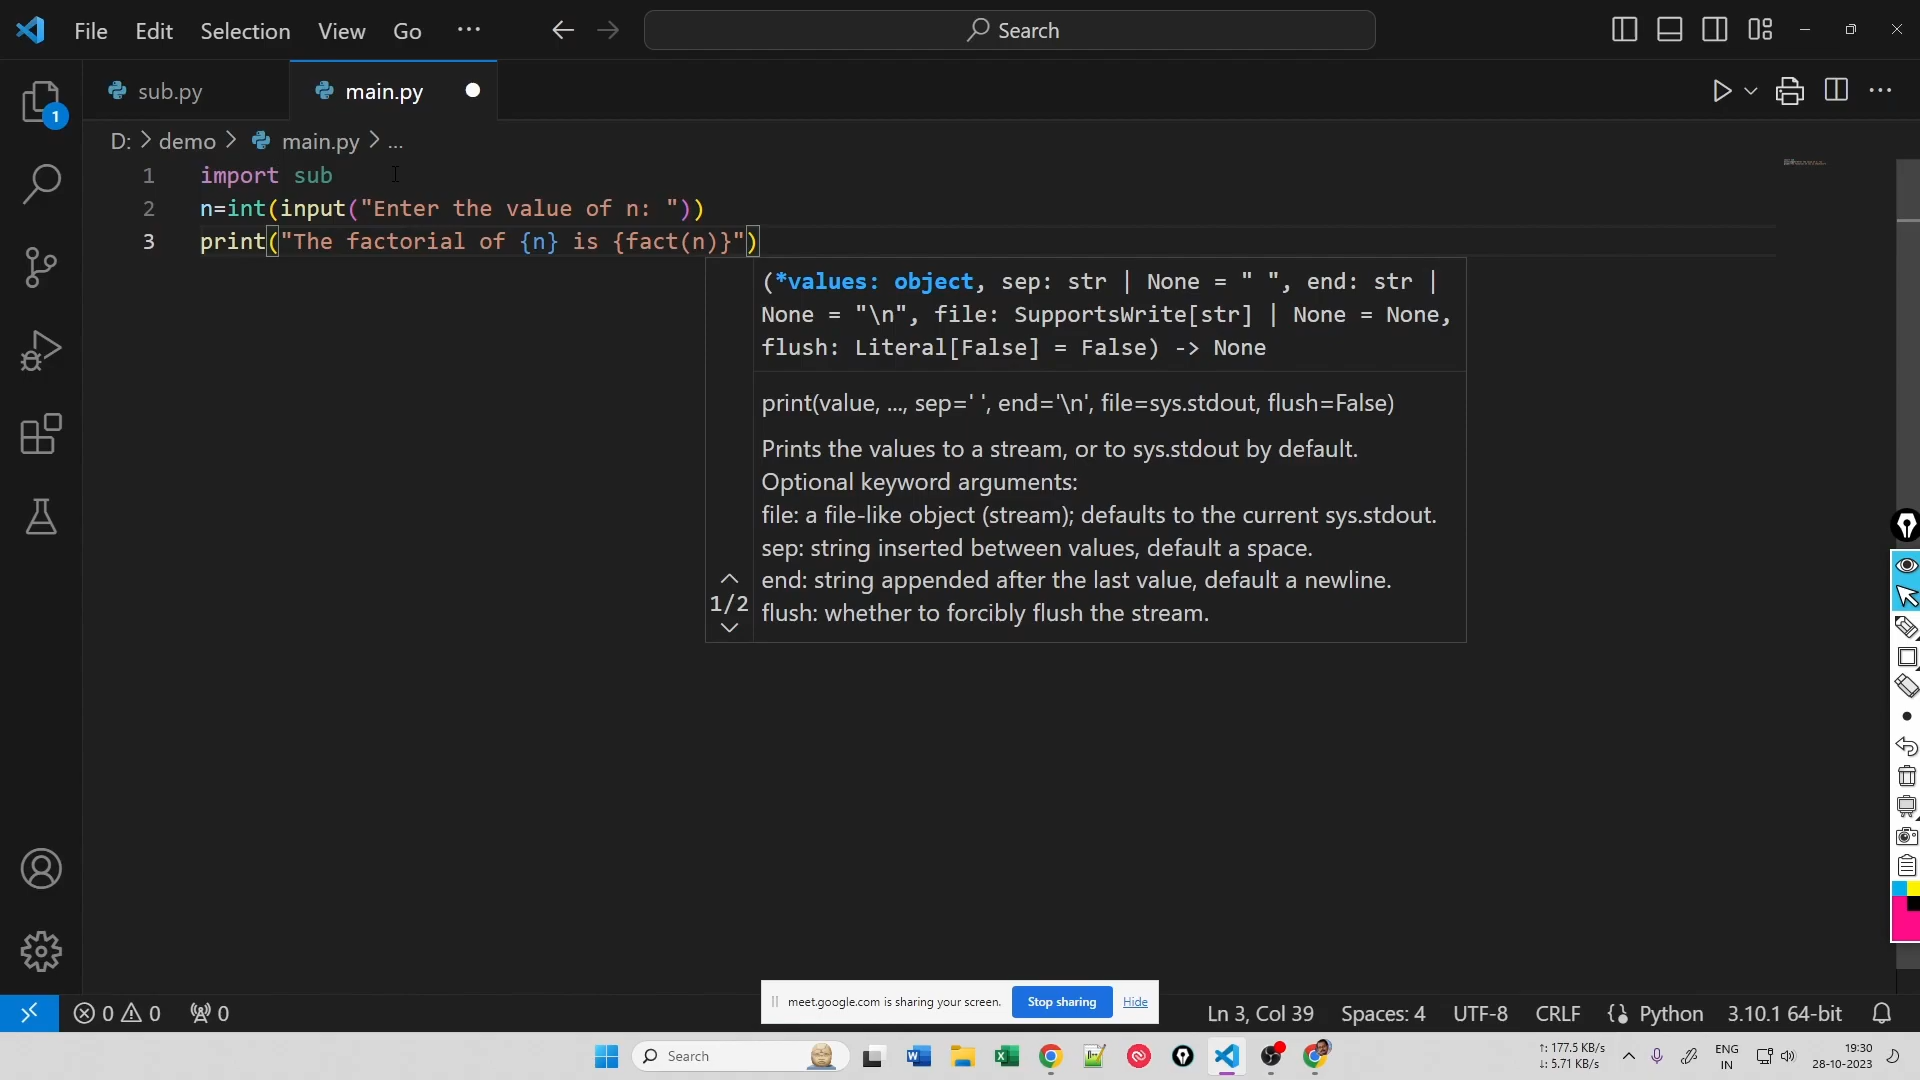 File Edit Selection View Go ...
Search
1
sub.py
main.py
D: > demo > main.py > ...
1 import sub
2 n=int(input("Enter the value of n: "))
3 print("The factorial of {n} is {fact(n)}")
(*values: object, sep: str | None = " ", end: str |
None = "\n", file: SupportsWrite[str] | None = None,
flush: Literal[False] = False) -> None
print(value, ..., sep=' ', end='\n', file=sys.stdout, flush=False)
Prints the values to a stream, or to sys.stdout by default.
Optional keyword arguments:
file: a file-like object (stream); defaults to the current sys.stdout.
sep: string inserted between values, default a space.
end: string appended after the last value, default a newline.
flush: whether to forcibly flush the stream.
1/2
meet.google.com is sharing your screen. Stop sharing Hide
0 0 0
Ln 3, Col 39 Spaces: 4 UTF-8 CRLF Python 3.10.1 64-bit
Search
↑: 177.5 KB/s
↓: 5.71 KB/s
ENG
IN
19:30
28-10-2023